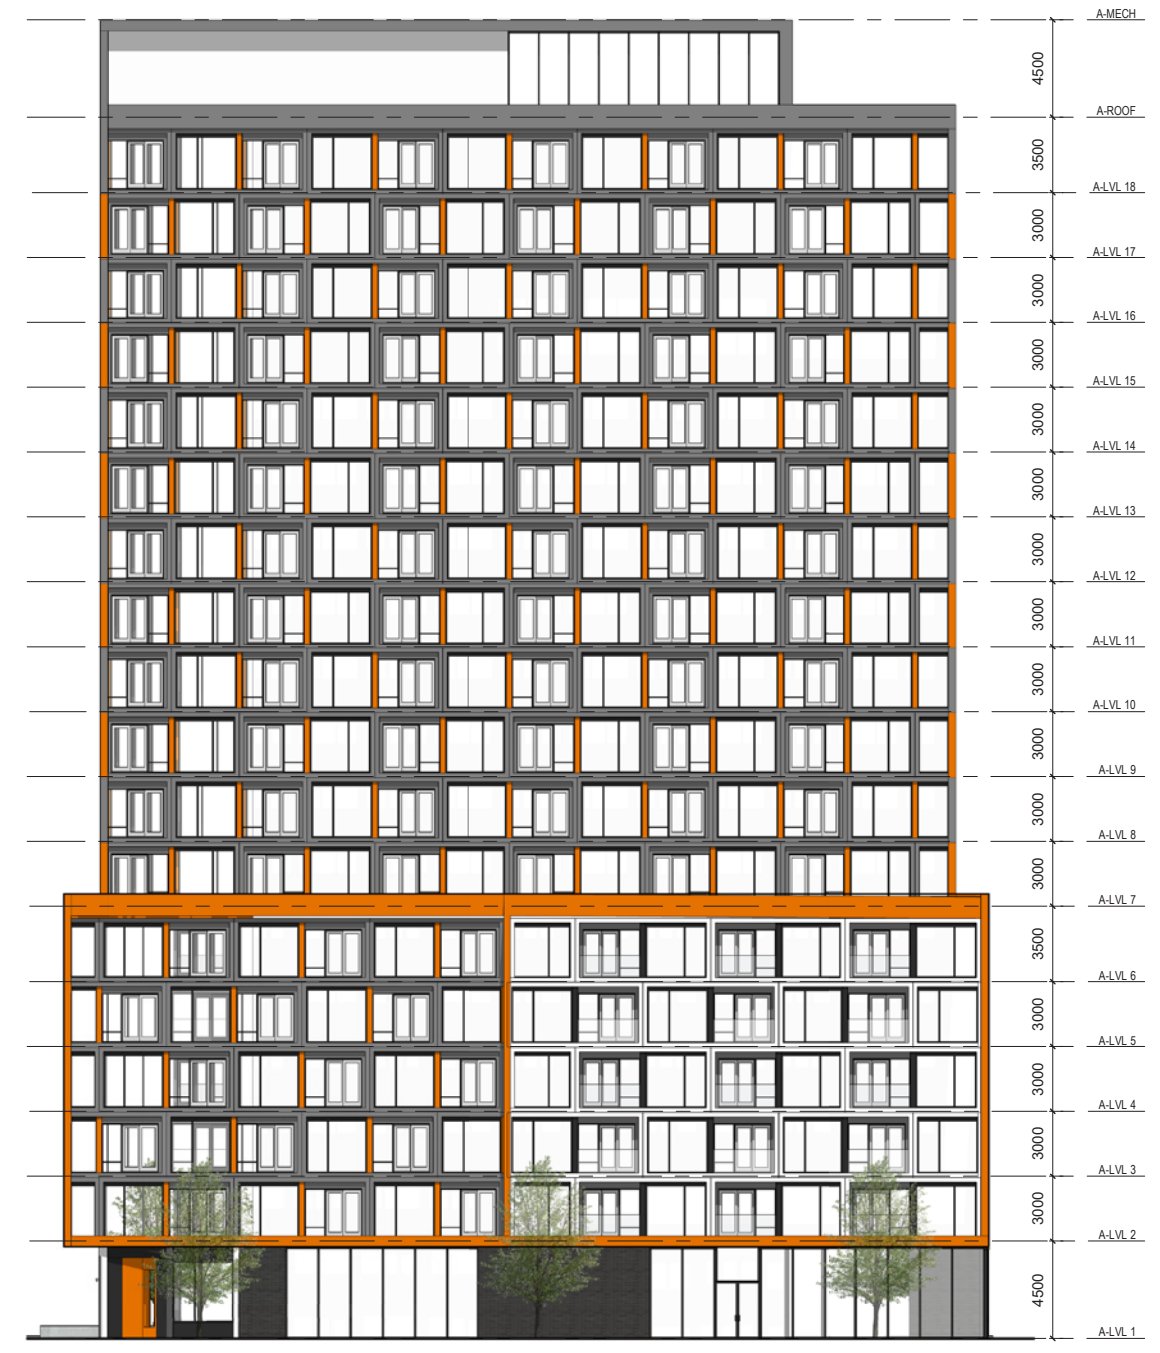 A-MECH
4500
A-ROOF
3500
A-LVL 18
3000
A-LVL 17
3000
A-LVL 16
3000
A-LVL 15
3000
A-LVL 14
3000
A-LVL 13
3000
A-LVL 12
3000
A-LVL 11
3000
A-LVL 10
3000
A-LVL 9
3000
A-LVL 8
3000
A-LVL 7
3500
A-LVL 6
3000
A-LVL 5
3000
A-LVL 4
3000
A-LVL 3
3000
A-LVL 2
4500
A-LVL 1